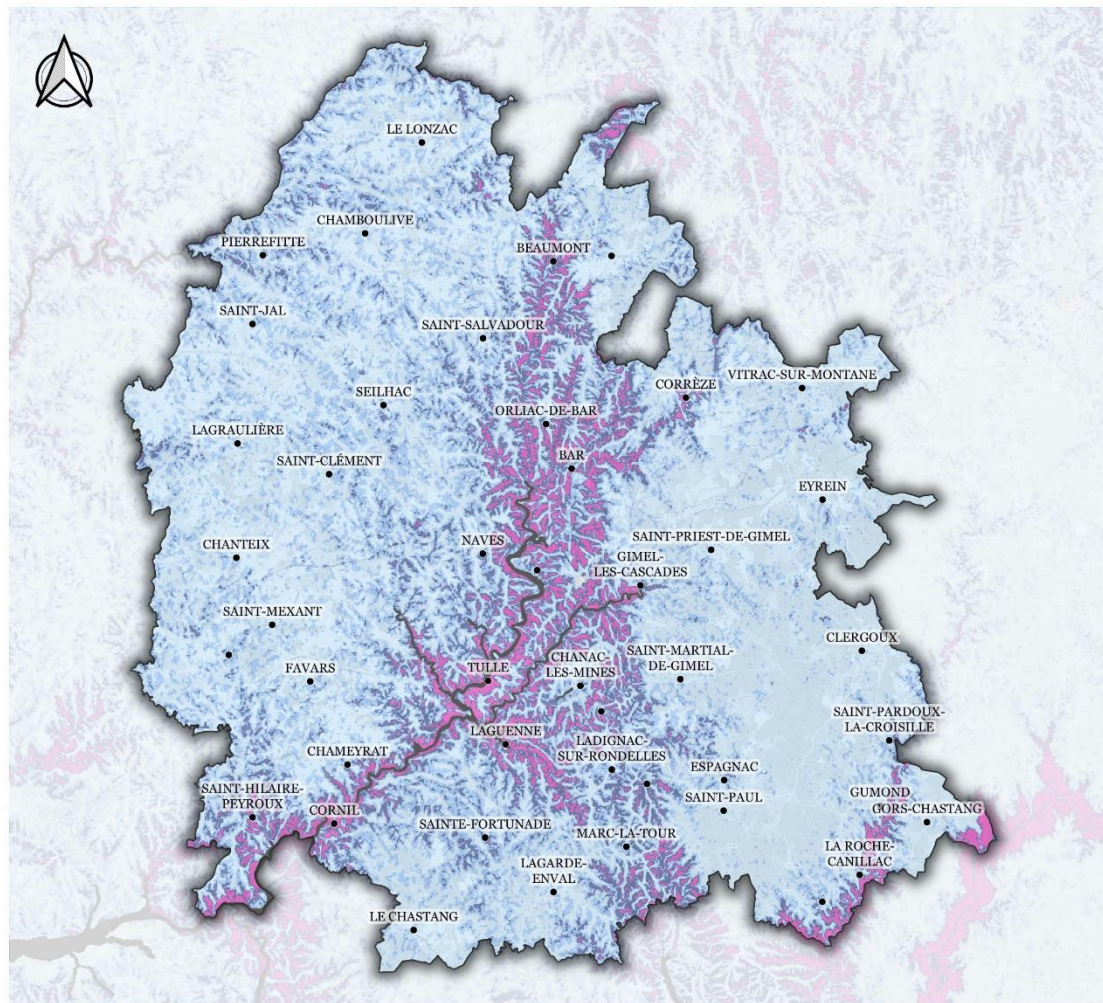 LE LONZAC
CHAMBOULIVE
PIERREFITTE
BEAUMONT
SAINT-JAL
SAINT-SALVADOUR
VITRAC-SUR-MONTANE
SEILHAC
CORRÈZE
ORLIAC-DE-BAR
LAGRAULIÈRE
SAINT-CLÉMENT
BAR
EYREIN
CHANTEIX
NAVES
SAINT-PRIEST-DE-GIMEL
GIMEL-
LES-CASCADES
SAINT-MEXANT
CLERGOUX
FAVARS
TULLE
CHANAC-
LES-MINES
SAINT-MARTIAL-
DE-GIMEL
SAINT-PARDOUX-
LA-CROISILLE
LAGUENNE
CHAMEYRAT
LADIGNAC-
SUR-RONDELLES
ESPAGNAC
SAINT-HILAIRE-
PEYROUX
CORNIL
SAINT-PAUL
GUMOND
GORS-CHASTANG
SAINTE-FORTUNADE
MARC-LA-TOUR
LA ROCHE-
CANILLAC
LAGARDE-
ENVAL
LE CHASTANG